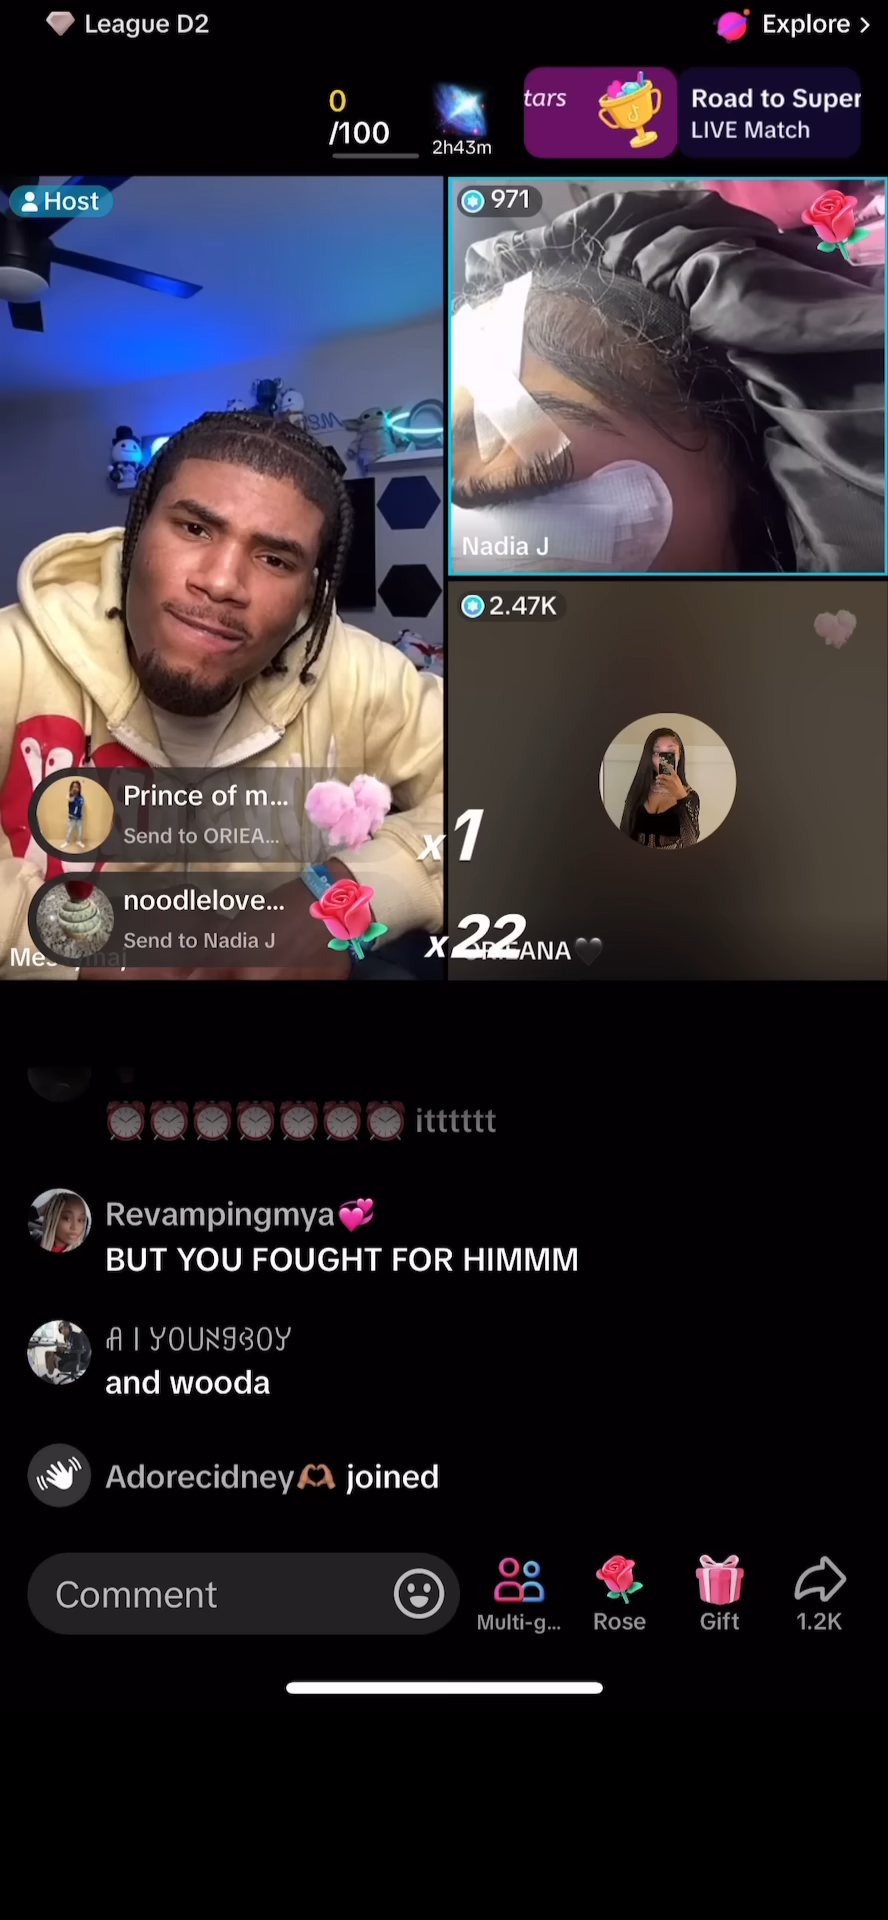 League D2
Explore >
0
/100
2h43m
tars
Road to Super
LIVE Match
Host
971
Nadia J
2.47K
Prince of m...
Send to ORIEA...
x1
noodlelove...
Send to Nadia J
x22
itttttt
Revampingmya💞
BUT YOU FOUGHT FOR HIMMM
A I YOUNGBOY
and wooda
Adorecidney🫶🏽 joined
Comment
Multi-g...
Rose
Gift
1.2K